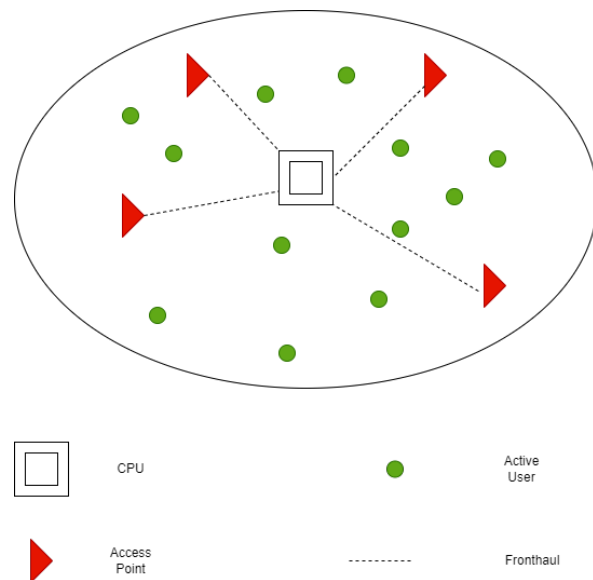 CPU
Active
User
Access
Point
Fronthaul